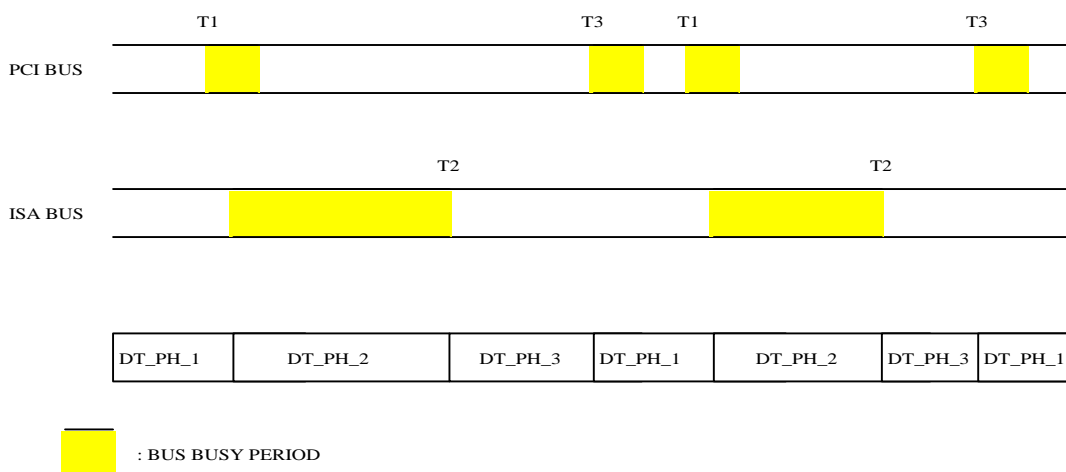 T1 T3 T1 T3
PCI BUS
T2 T2
ISA BUS
DT_PH_1 DT_PH_2 DT_PH_3 DT_PH_1 DT_PH_2 DT_PH_3 DT_PH_1
: BUS BUSY PERIOD